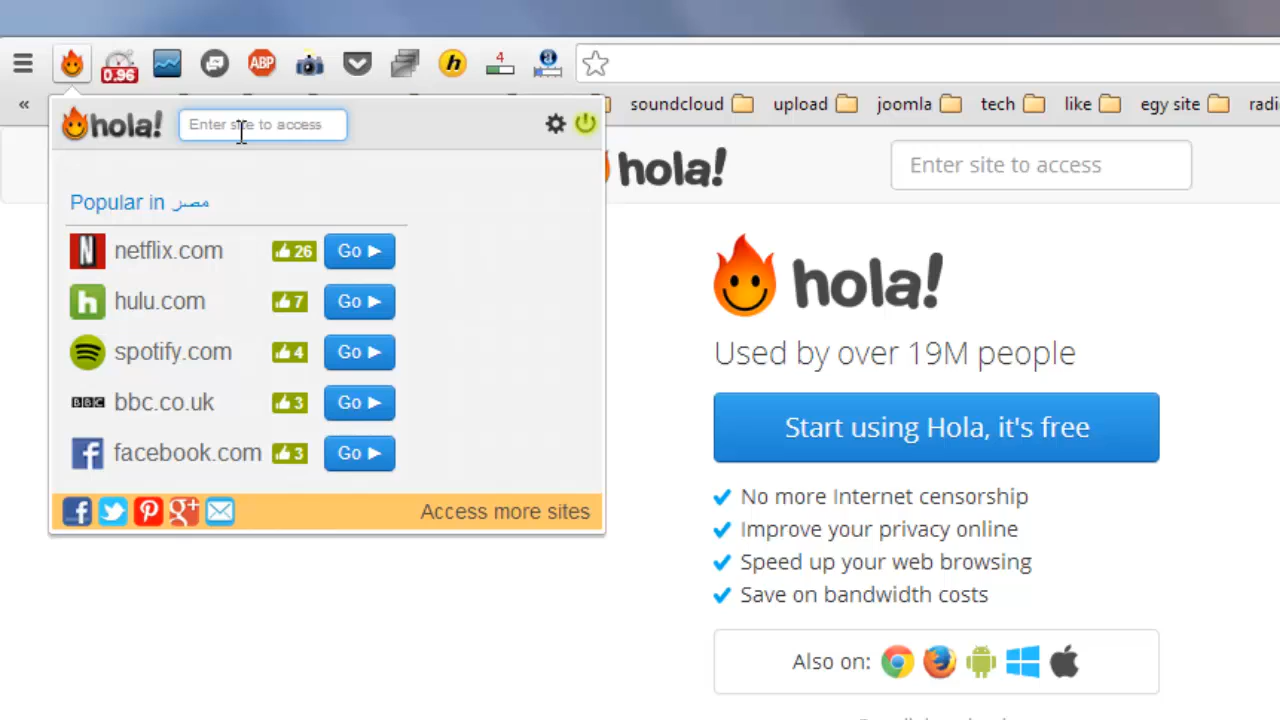 0.96
ABP
h
4
a
«
soundcloud
upload
joomla
tech
like
egy site
hola!
Enter site to access
Popular in مصر
N netflix.com 26 Go
h hulu.com 7 Go
spotify.com 4 Go
BBC bbc.co.uk 3 Go
f facebook.com 3 Go
f g+ Access more sites
hola!
Enter site to access
hola!
Used by over 19M people
Start using Hola, it's free
No more Internet censorship
Improve your privacy online
Speed up your web browsing
Save on bandwidth costs
Also on: